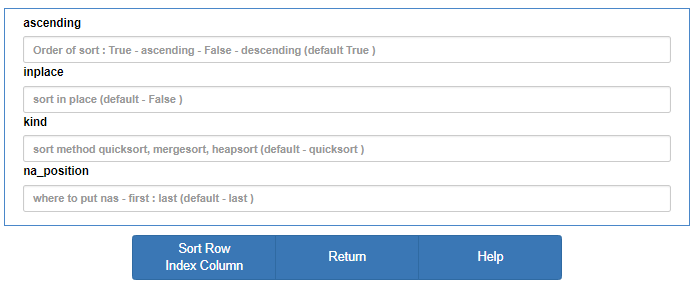 ascending
Order of sort : True - ascending - False - descending (default True )
inplace
sort in place (default - False )
kind
sort method quicksort, mergesort, heapsort (default - quicksort )
na_position
where to put nas - first : last (default - last )
Sort Row
Index Column
Return
Help